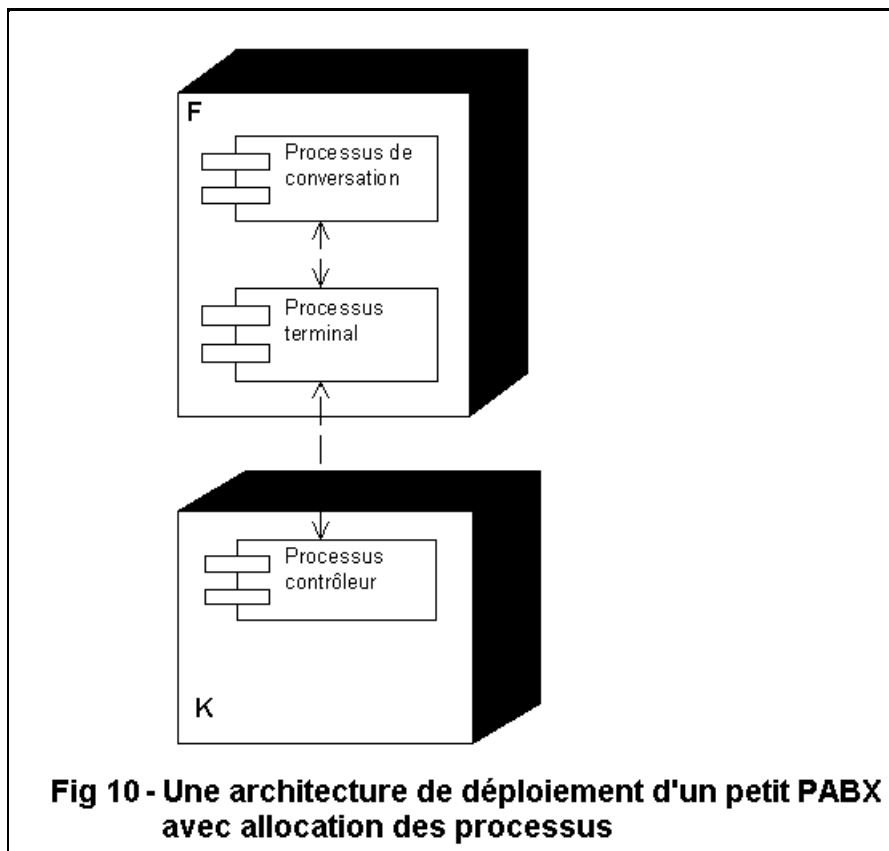 F
Processus de
conversation
Processus
terminal
Processus
contrôleur
K
Fig 10 - Une architecture de déploiement d'un petit PABX
avec allocation des processus